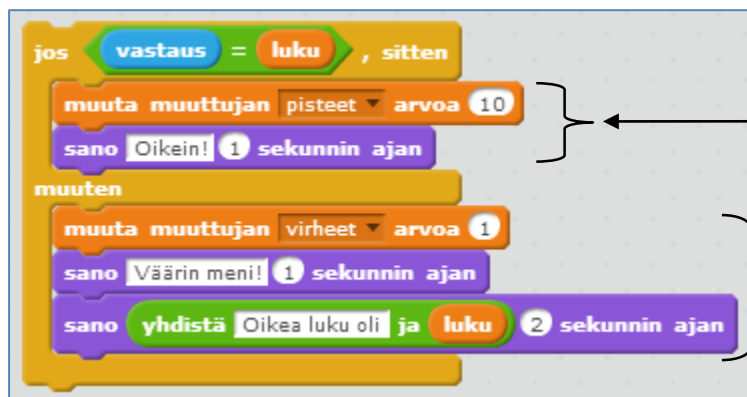 jos vastaus = luku , sitten
muuta muuttujan pisteet arvoa 10
sano Oikein! 1 sekunnin ajan
muuten
muuta muuttujan virheet arvoa 1
sano Väärin meni! 1 sekunnin ajan
sano yhdistä Oikea luku oli ja luku 2 sekunnin ajan